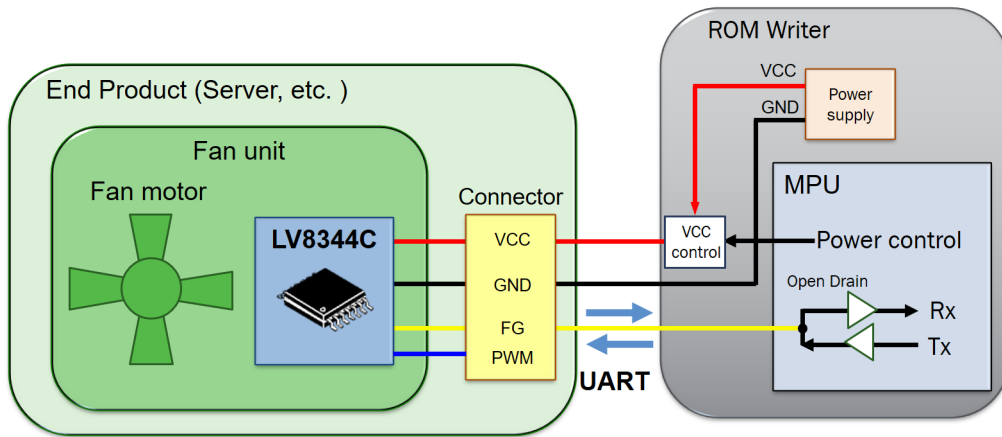 ROM Writer
End Product (Server, etc. )
VCC
GND
Power
supply
Fan unit
Fan motor
Connector
MPU
LV8344C
VCC
VCC
control
Power control
GND
Open Drain
FG
Rx
PWM
Tx
UART